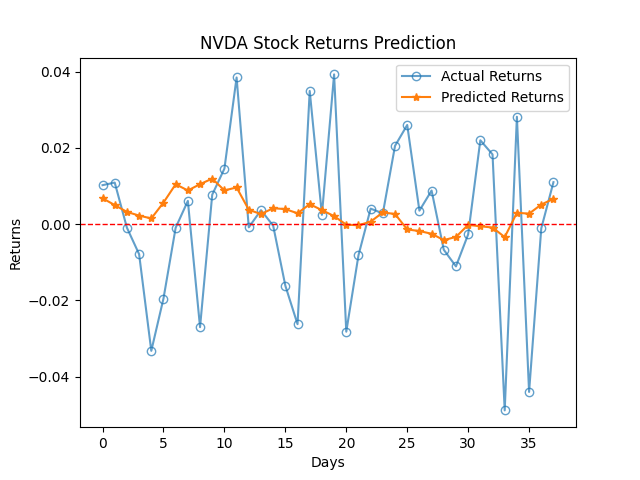 NVDA Stock Returns Prediction
Actual Returns
Predicted Returns
0.04
0.02
0.00
−0.02
−0.04
Returns
0 5 10 15 20 25 30 35
Days